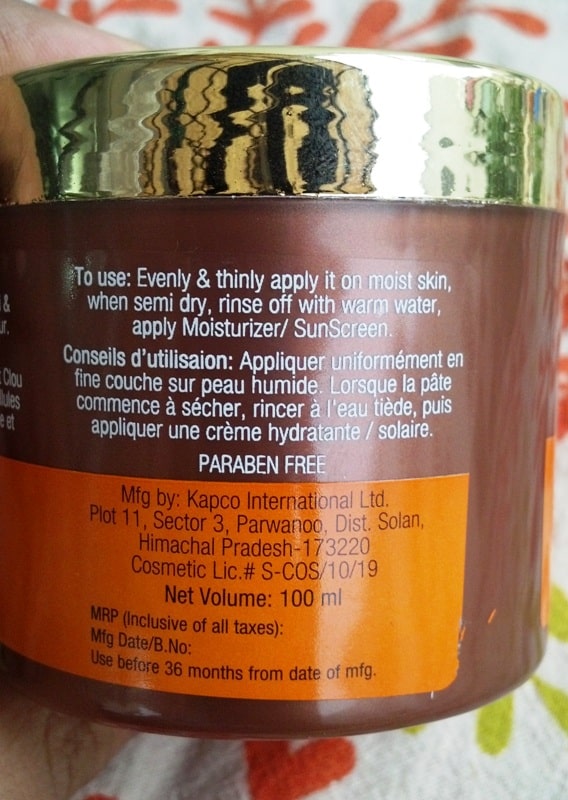 To use: Evenly & thinly apply it on moist skin,
when semi dry, rinse off with warm water,
apply Moisturizer/ SunScreen.
Conseils d'utilisaion: Appliquer uniformément en
fine couche sur peau humide. Lorsque la pâte
commence à sécher, rincer à l'eau tiède, puis
appliquer une crème hydratante / solaire.
PARABEN FREE
&
Clou
et
Mfg by: Kapco International Ltd.
Plot 11, Sector 3, Parwanoo, Dist. Solan,
Himachal Pradesh-173220
Cosmetic Lic.# S-COS/10/19
Net Volume: 100 ml
MRP (Inclusive of all taxes):
Mfg Date/B.No:
Use before 36 months from date of mfg.